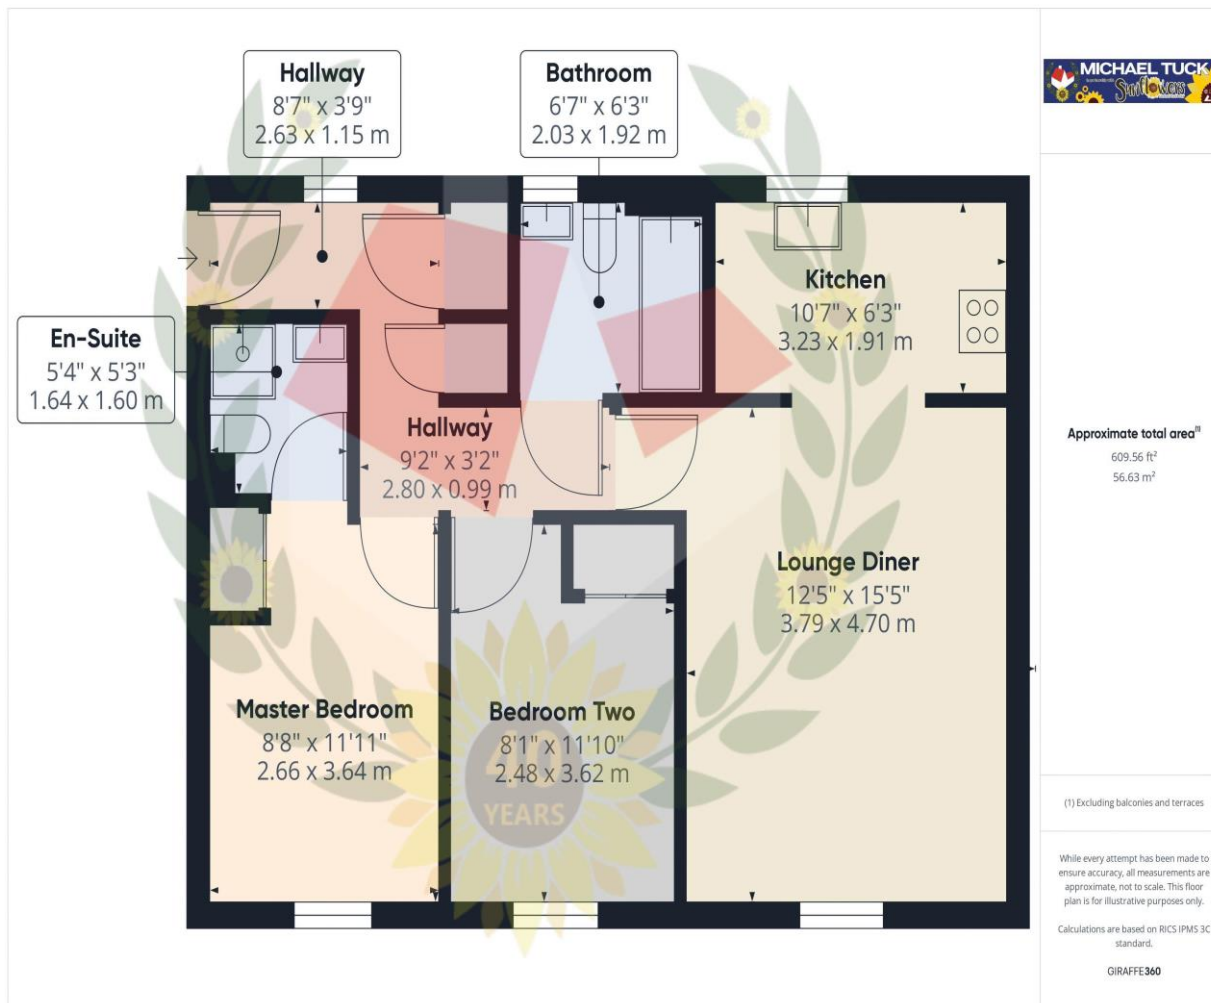 Hallway
8'7" x 3'9"
2.63 x 1.15 m
Bathroom
6'7" x 6'3"
2.03 x 1.92 m
MICHAEL TUCK
Sunflowers
Kitchen
10'7" x 6'3"
3.23 x 1.91 m
En-Suite
5'4" x 5'3"
1.64 x 1.60 m
Hallway
9'2" x 3'2"
2.80 x 0.99 m
Approximate total area⁽¹⁾
609.56 ft²
56.63 m²
Lounge Diner
12'5" x 15'5"
3.79 x 4.70 m
Master Bedroom
8'8" x 11'11"
2.66 x 3.64 m
Bedroom Two
8'1" x 11'10"
2.48 x 3.62 m
40
YEARS
(1) Excluding balconies and terraces
While every attempt has been made to
ensure accuracy, all measurements are
approximate, not to scale. This floor
plan is for illustrative purposes only.
Calculations are based on RICS IPMS 3C
standard.
GIRAFFE360